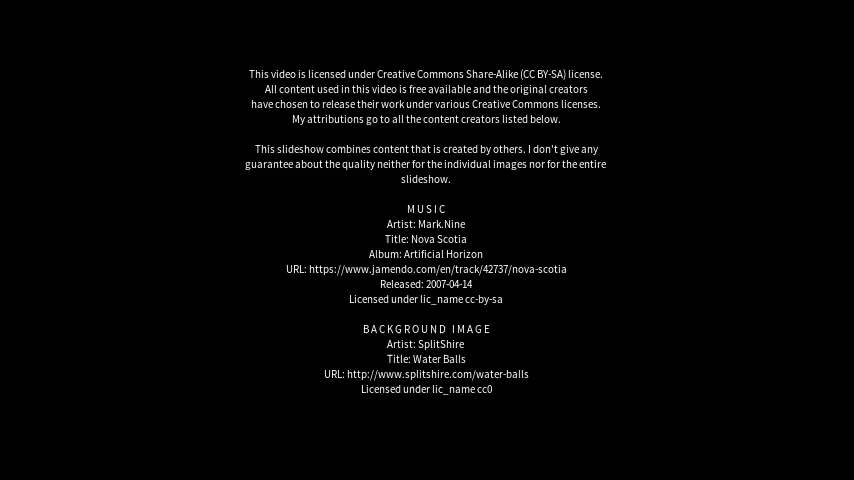 This video is licensed under Creative Commons Share-Alike (CC BY-SA) license.
All content used in this video is free available and the original creators
have chosen to release their work under various Creative Commons licenses.
My attributions go to all the content creators listed below.
This slideshow combines content that is created by others. I don't give any
guarantee about the quality neither for the individual images nor for the entire
slideshow.
MUSIC
Artist: Mark.Nine
Title: Nova Scotia
Album: Artificial Horizon
URL: https://www.jamendo.com/en/track/42737/nova-scotia
Released: 2007-04-14
Licensed under lic_name cc-by-sa
BACKGROUND IMAGE
Artist: SplitShire
Title: Water Balls
URL: http://www.splitshire.com/water-balls
Licensed under lic_name cc0